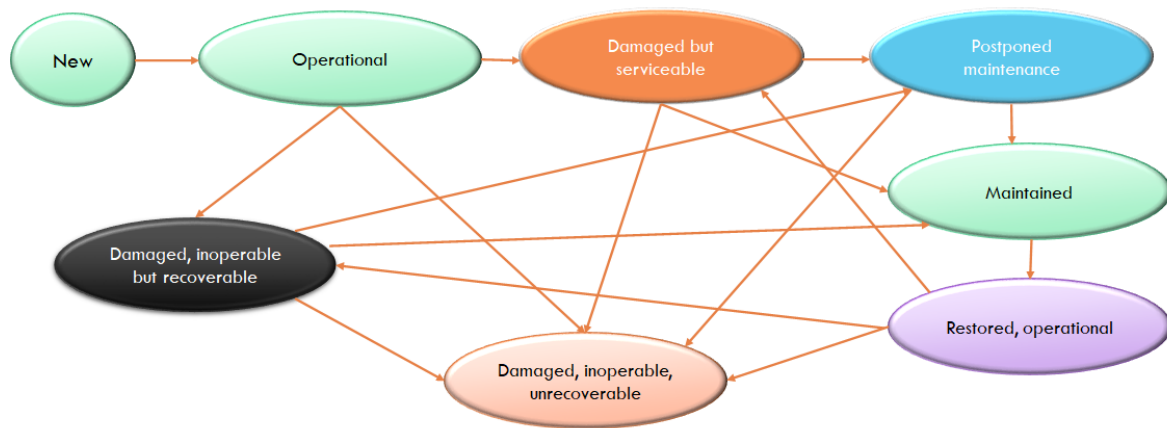 New
Operational
Damaged but
serviceable
Postponed
maintenance
Maintained
Damaged, inoperable
but recoverable
Restored, operational
Damaged, inoperable,
unrecoverable